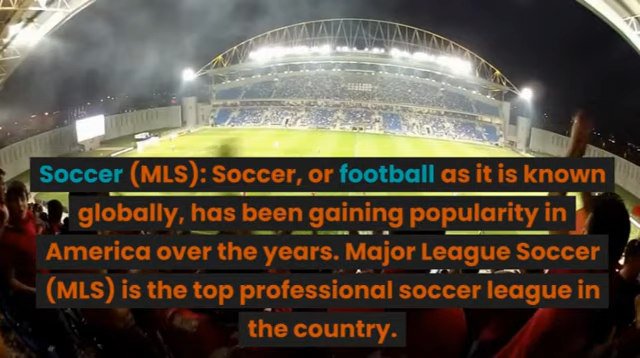 Soccer (MLS): Soccer, or football as it is known
globally, has been gaining popularity in
America over the years. Major League Soccer
(MLS) is the top professional soccer league in
the country.